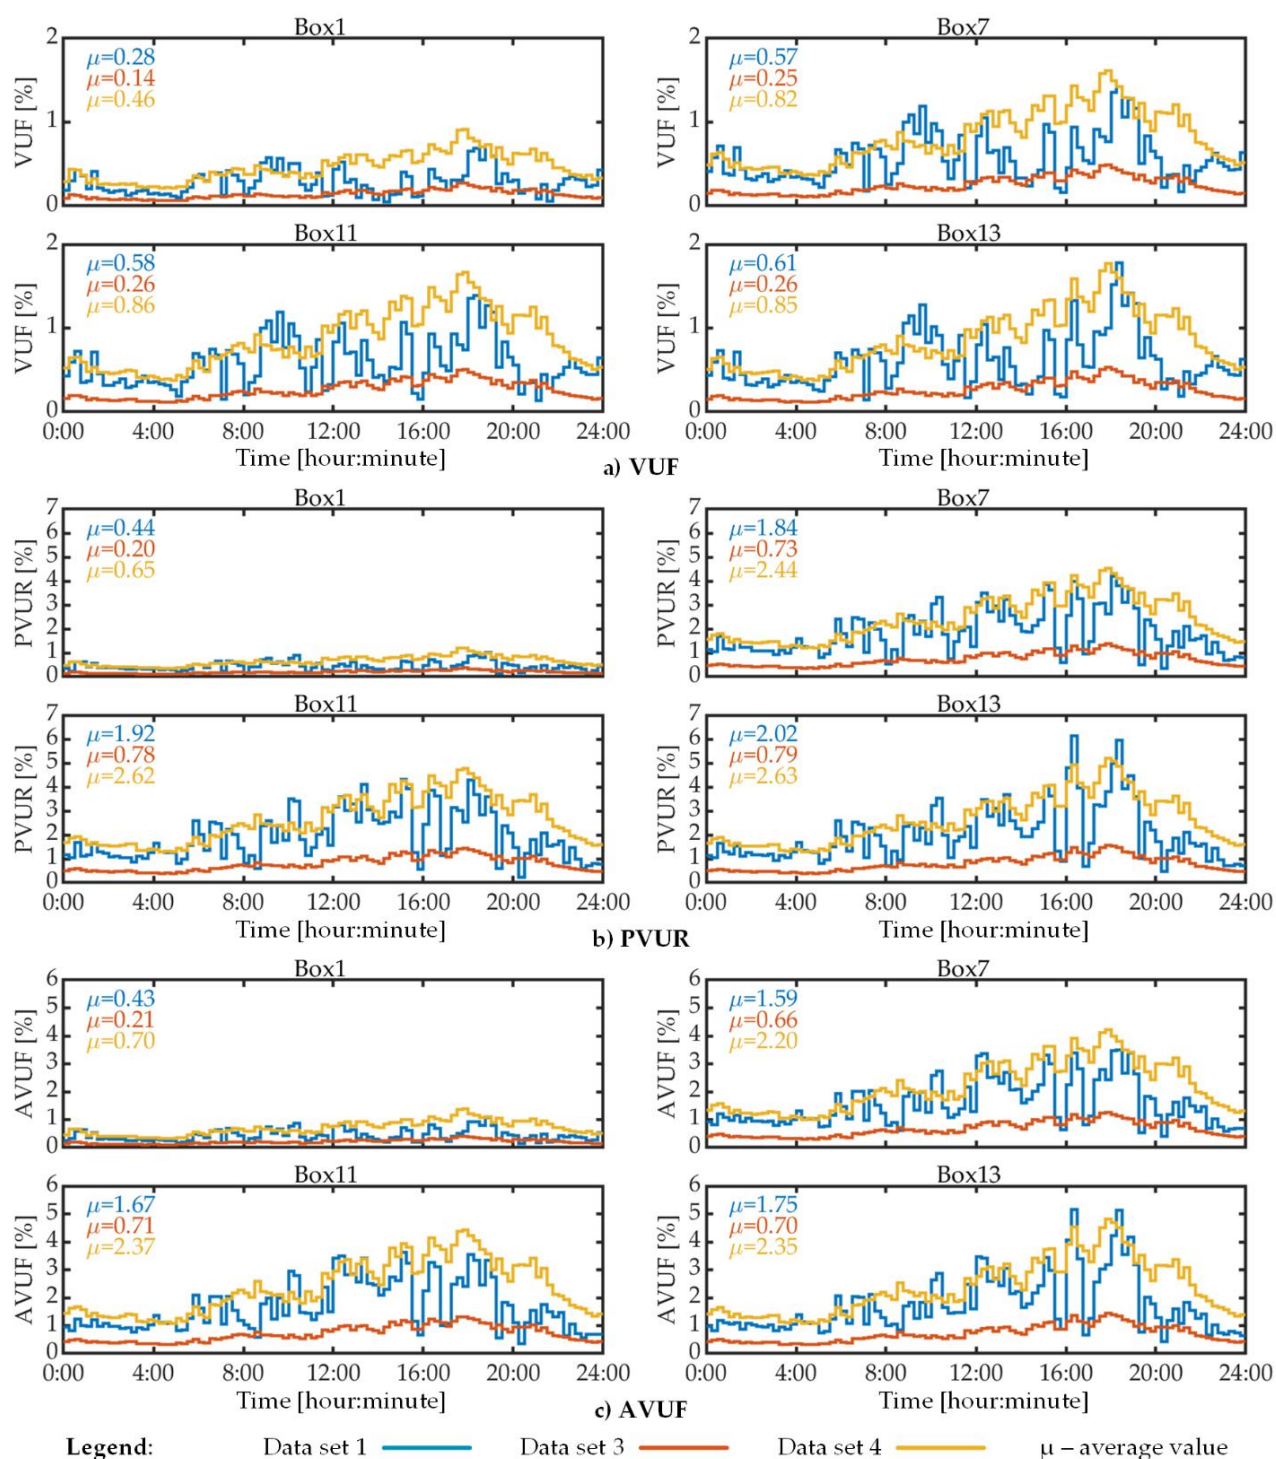 Box1
2
1
0
VUF [%]
μ=0.28
μ=0.14
μ=0.46
Box7
2
1
0
VUF [%]
μ=0.57
μ=0.25
μ=0.82
Box11
2
1
0
VUF [%]
μ=0.58
μ=0.26
μ=0.86
0:00 4:00 8:00 12:00 16:00 20:00 24:00
Time [hour:minute]
Box13
2
1
0
VUF [%]
μ=0.61
μ=0.26
μ=0.85
0:00 4:00 8:00 12:00 16:00 20:00 24:00
Time [hour:minute]
a) VUF
Box1
7
6
5
4
3
2
1
0
PVUR [%]
μ=0.44
μ=0.20
μ=0.65
Box7
7
6
5
4
3
2
1
0
PVUR [%]
μ=1.84
μ=0.73
μ=2.44
Box11
7
6
5
4
3
2
1
0
PVUR [%]
μ=1.92
μ=0.78
μ=2.62
0:00 4:00 8:00 12:00 16:00 20:00 24:00
Time [hour:minute]
Box13
7
6
5
4
3
2
1
0
PVUR [%]
μ=2.02
μ=0.79
μ=2.63
0:00 4:00 8:00 12:00 16:00 20:00 24:00
Time [hour:minute]
b) PVUR
Box1
6
5
4
3
2
1
0
AVUF [%]
μ=0.43
μ=0.21
μ=0.70
Box7
6
5
4
3
2
1
0
AVUF [%]
μ=1.59
μ=0.66
μ=2.20
Box11
6
5
4
3
2
1
0
AVUF [%]
μ=1.67
μ=0.71
μ=2.37
0:00 4:00 8:00 12:00 16:00 20:00 24:00
Time [hour:minute]
Box13
6
5
4
3
2
1
0
AVUF [%]
μ=1.75
μ=0.70
μ=2.35
0:00 4:00 8:00 12:00 16:00 20:00 24:00
Time [hour:minute]
c) AVUF
Legend: Data set 1 Data set 3 Data set 4 μ – average value